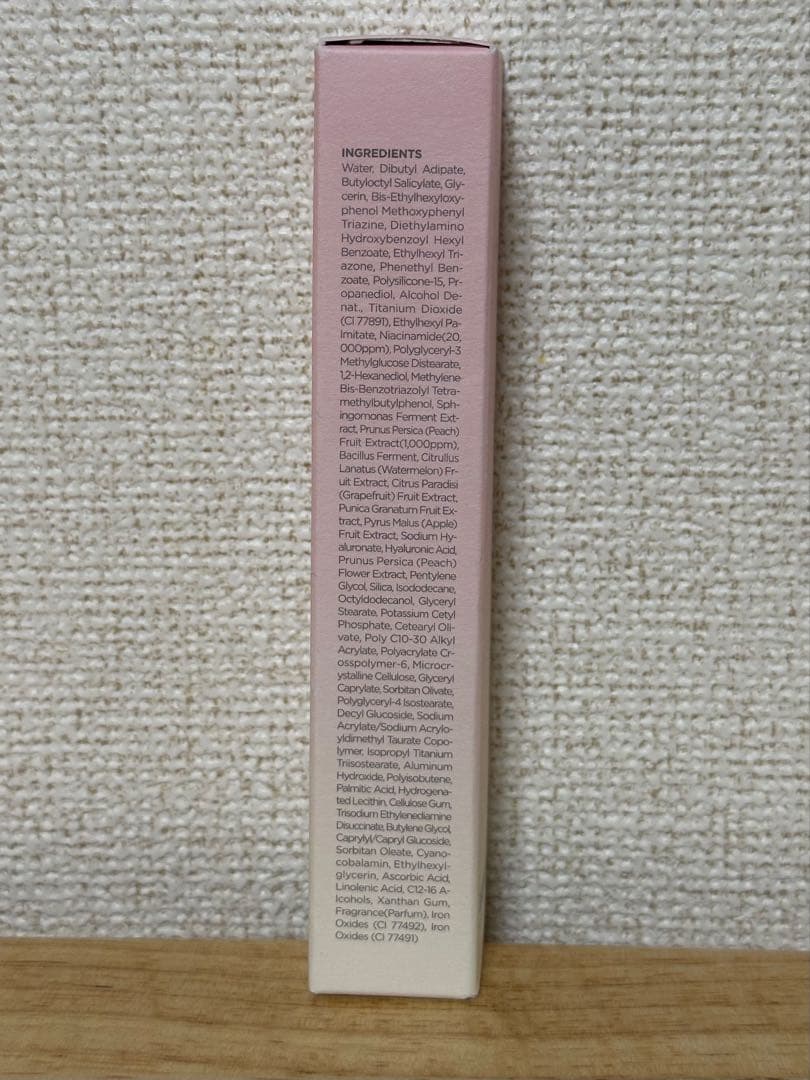 INGREDIENTS
Water, Dibutyl Adipate,
Butyloctyl Salicylate, Gly-
cerin, Bis-Ethylhexyloxy-
phenol Methoxyphenyl
Triazine, Diethylamino
Hydroxybenzoyl Hexyl
Benzoate, Ethylhexyl Tri-
azone, Phenethyl Ben-
zoate, Polysilicone-15, Pr-
opanediol, Alcohol De-
nat., Titanium Dioxide
(CI 77891), Ethylhexyl Pa-
lmitate, Niacinamide(20,
000ppm), Polyglyceryl-3
Methylglucose Distearate,
1,2-Hexanediol, Methylene
Bis-Benzotriazolyl Tetra-
methylbutylphenol, Sph-
ingomonas Ferment Ext-
ract, Prunus Persica (Peach)
Fruit Extract(1,000ppm),
Bacillus Ferment, Citrullus
Lanatus (Watermelon) Fr-
uit Extract, Citrus Paradisi
(Grapefruit) Fruit Extract,
Punica Granatum Fruit Ex-
tract, Pyrus Malus (Apple)
Fruit Extract, Sodium Hy-
aluronate, Hyaluronic Acid,
Prunus Persica (Peach)
Flower Extract, Pentylene
Glycol, Silica, Isododecane,
Octyldodecanol, Glyceryl
Stearate, Potassium Cetyl
Phosphate, Cetearyl Oli-
vate, Poly C10-30 Alkyl
Acrylate, Polyacrylate Cr-
osspolymer-6, Microcr-
ystalline Cellulose, Glyceryl
Caprylate, Sorbitan Olivate,
Polyglyceryl-4 Isostearate,
Decyl Glucoside, Sodium
Acrylate/Sodium Acrylo-
yldimethyl Taurate Copo-
lymer, Isopropyl Titanium
Triisostearate, Aluminum
Hydroxide, Polyisobutene,
Palmitic Acid, Hydrogena-
ted Lecithin, Cellulose Gum,
Trisodium Ethylenediamine
Disuccinate, Butylene Glycol,
Caprylyl/Capryl Glucoside,
Sorbitan Oleate, Cyano-
cobalamin, Ethylhexyl-
glycerin, Ascorbic Acid,
Linolenic Acid, C12-16 A-
lcohols, Xanthan Gum,
Fragrance(Parfum), Iron
Oxides (CI 77492), Iron
Oxides (CI 77491)